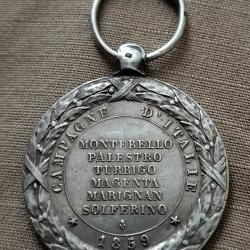 CAMPAGNE D'ITALIE
MONTEBELLO
PALESTRO
TURBIGO
MAGENTA
MARIGNAN
SOLFERINO
1859